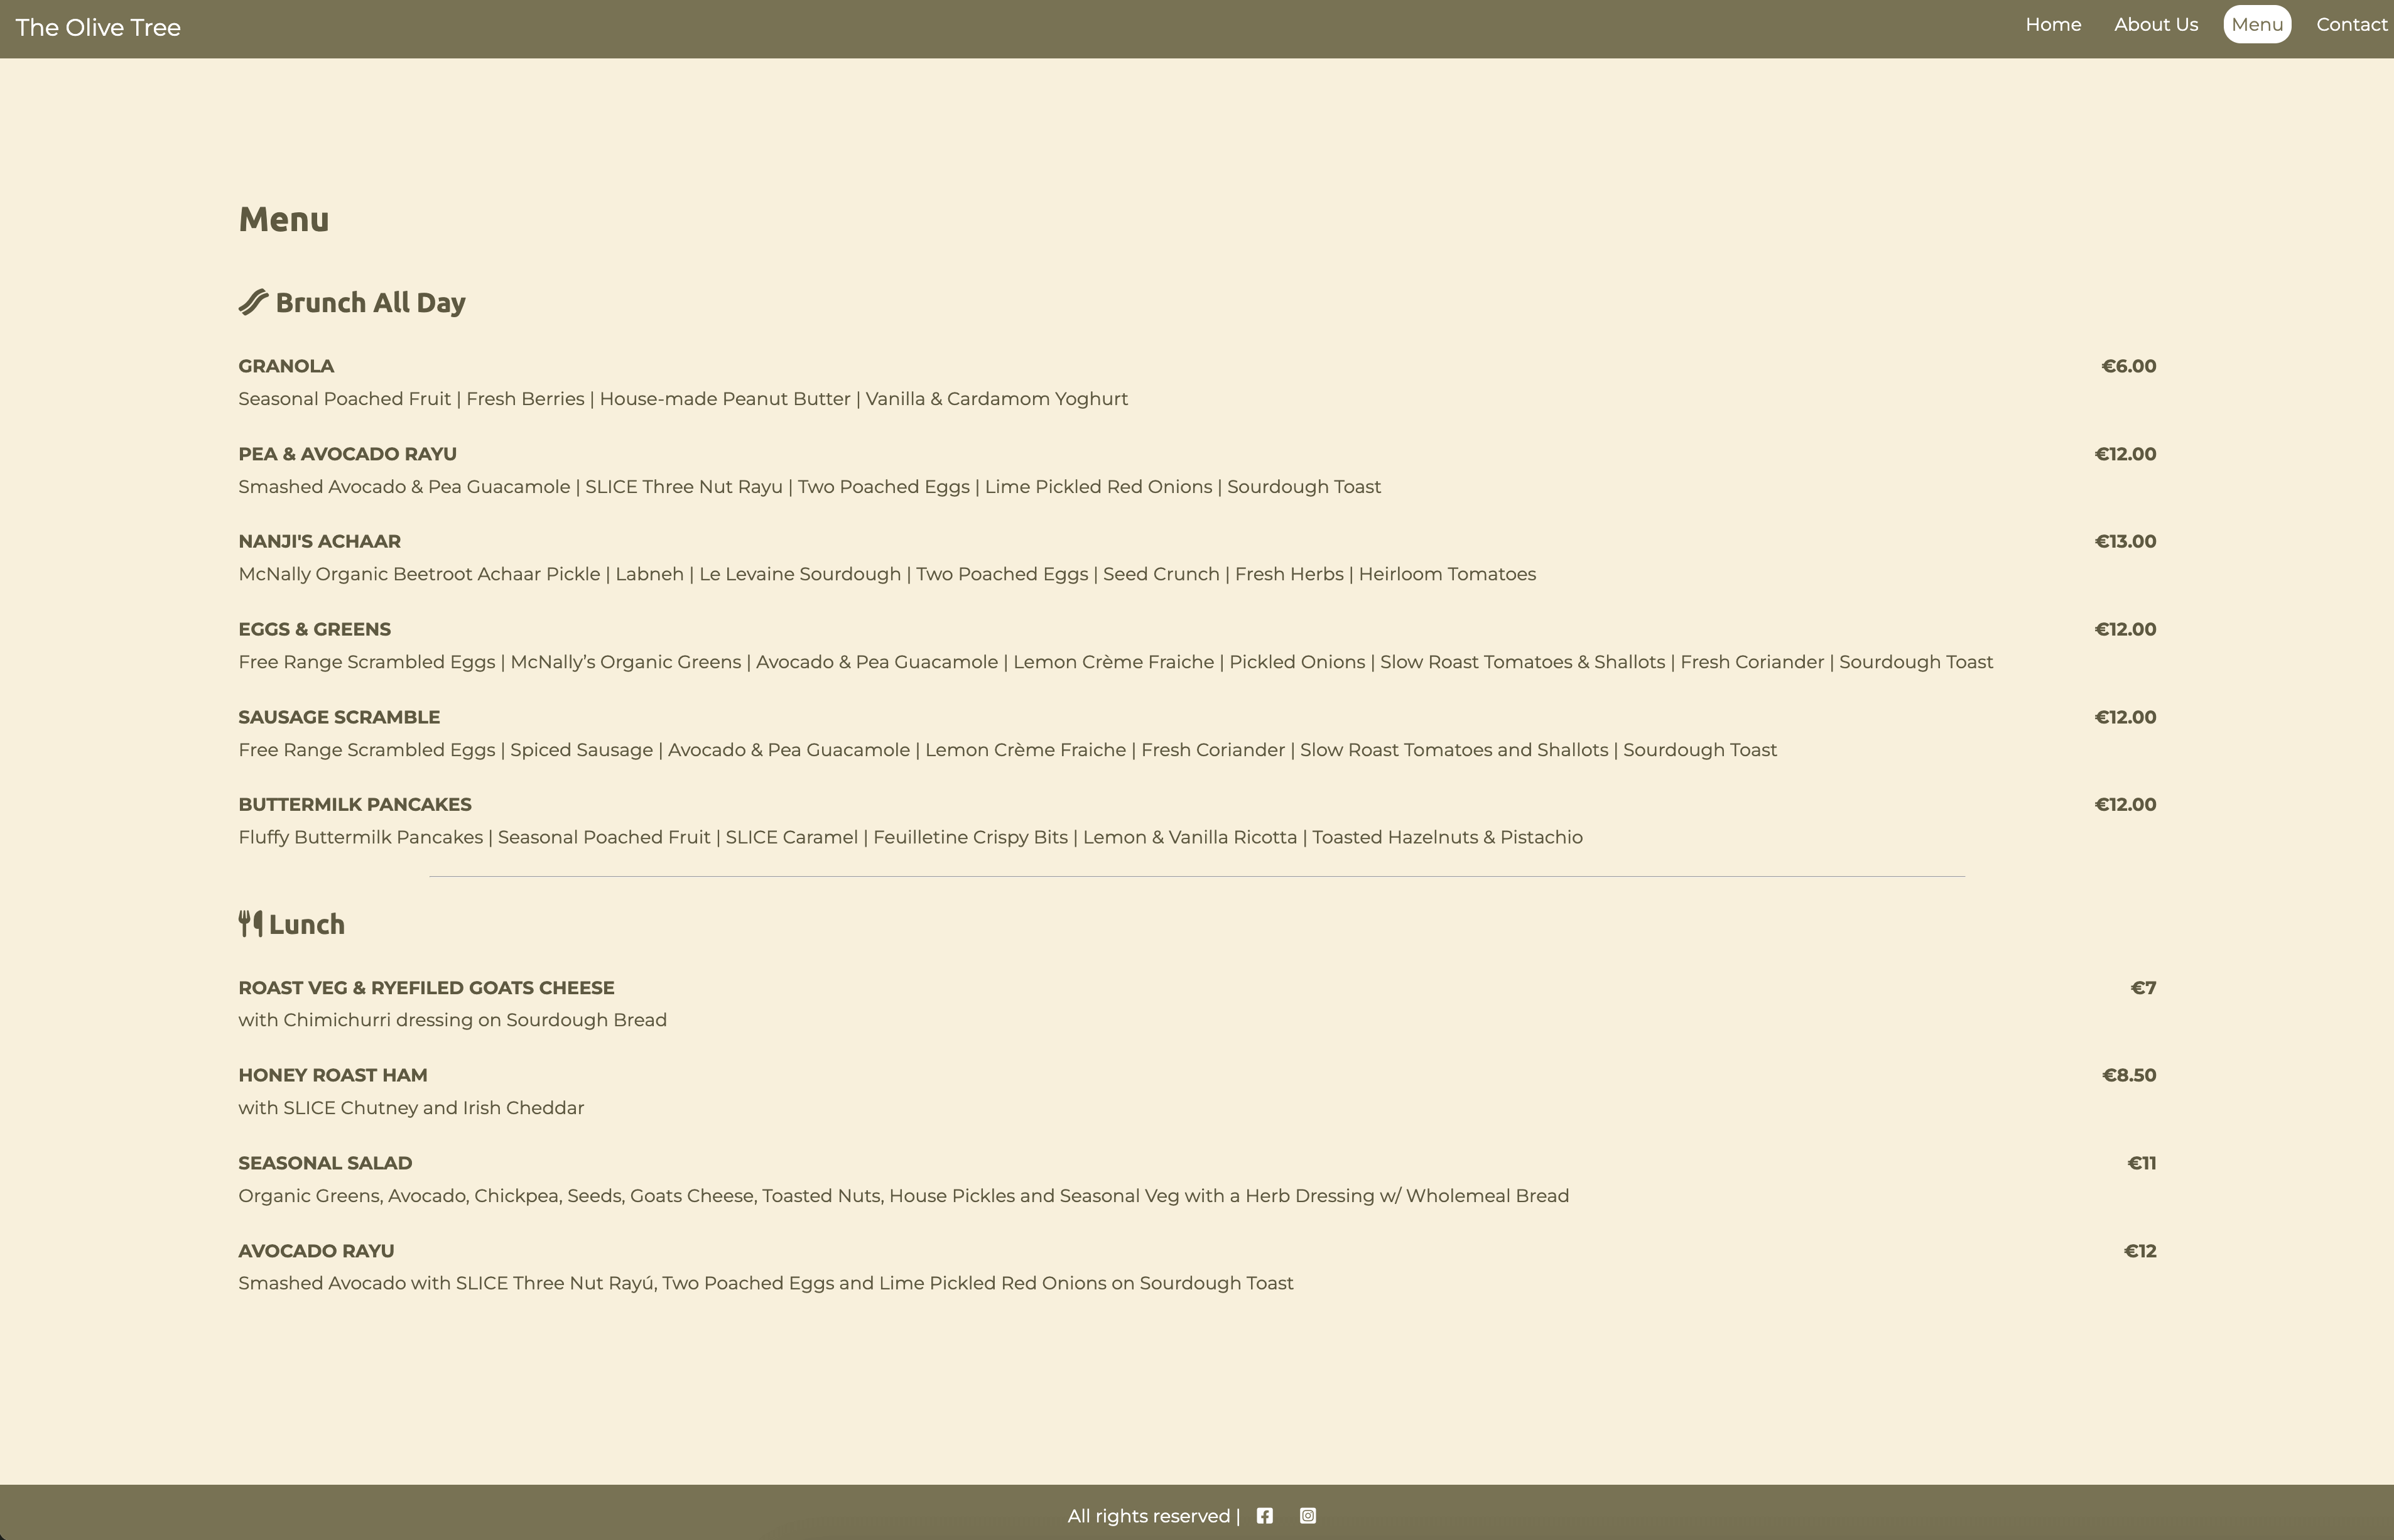 The Olive Tree
Home About Us Menu Contact
Menu
Brunch All Day
GRANOLA €6.00
Seasonal Poached Fruit | Fresh Berries | House-made Peanut Butter | Vanilla & Cardamom Yoghurt
PEA & AVOCADO RAYU €12.00
Smashed Avocado & Pea Guacamole | SLICE Three Nut Rayu | Two Poached Eggs | Lime Pickled Red Onions | Sourdough Toast
NANJI'S ACHAAR €13.00
McNally Organic Beetroot Achaar Pickle | Labneh | Le Levaine Sourdough | Two Poached Eggs | Seed Crunch | Fresh Herbs | Heirloom Tomatoes
EGGS & GREENS €12.00
Free Range Scrambled Eggs | McNally’s Organic Greens | Avocado & Pea Guacamole | Lemon Crème Fraiche | Pickled Onions | Slow Roast Tomatoes & Shallots | Fresh Coriander | Sourdough Toast
SAUSAGE SCRAMBLE €12.00
Free Range Scrambled Eggs | Spiced Sausage | Avocado & Pea Guacamole | Lemon Crème Fraiche | Fresh Coriander | Slow Roast Tomatoes and Shallots | Sourdough Toast
BUTTERMILK PANCAKES €12.00
Fluffy Buttermilk Pancakes | Seasonal Poached Fruit | SLICE Caramel | Feuilletine Crispy Bits | Lemon & Vanilla Ricotta | Toasted Hazelnuts & Pistachio
Lunch
ROAST VEG & RYEFILED GOATS CHEESE €7
with Chimichurri dressing on Sourdough Bread
HONEY ROAST HAM €8.50
with SLICE Chutney and Irish Cheddar
SEASONAL SALAD €11
Organic Greens, Avocado, Chickpea, Seeds, Goats Cheese, Toasted Nuts, House Pickles and Seasonal Veg with a Herb Dressing w/ Wholemeal Bread
AVOCADO RAYU €12
Smashed Avocado with SLICE Three Nut Rayú, Two Poached Eggs and Lime Pickled Red Onions on Sourdough Toast
All rights reserved |